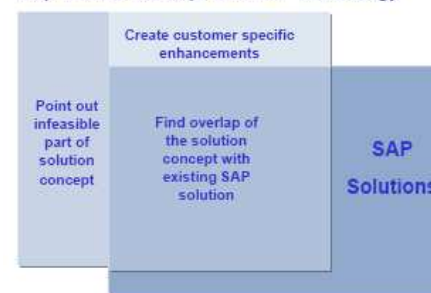 Create customer specific
enhancements
Point out
infeasible
part of
solution
concept
Find overlap of
the solution
concept with
existing SAP
solution
SAP
Solutions